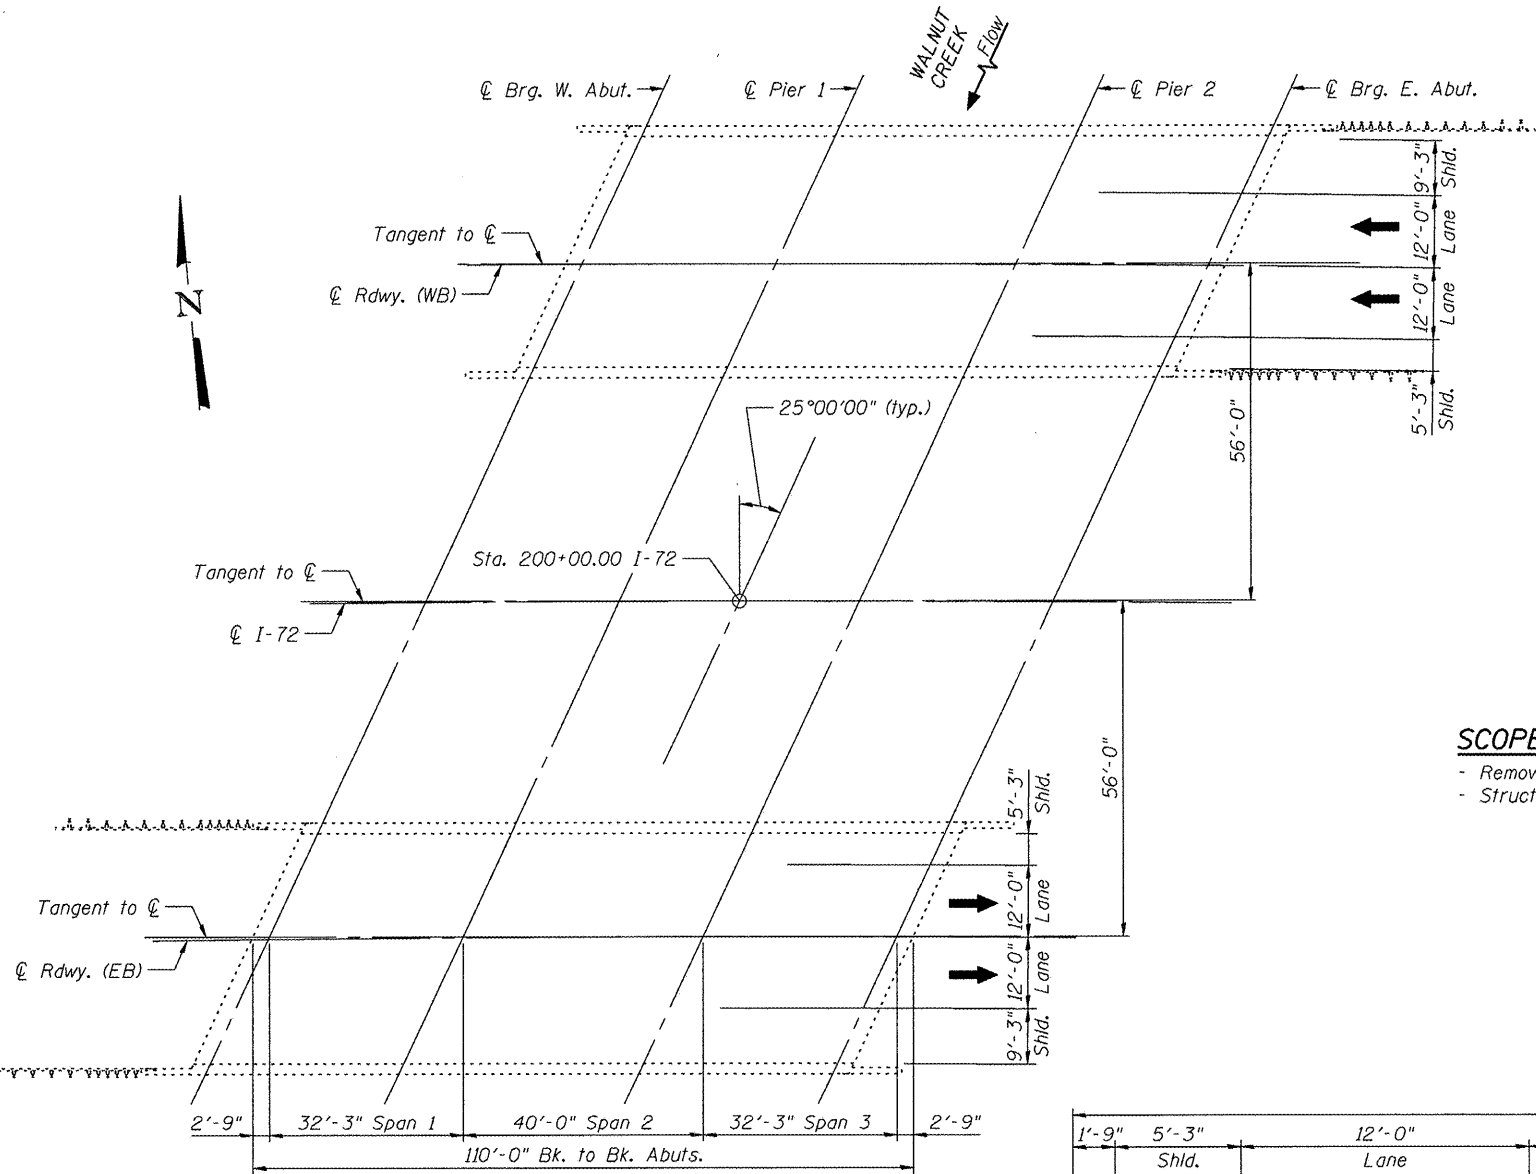 WALNUT
CREEK
Flow
℄ Brg. W. Abut.
℄ Pier 1
℄ Pier 2
℄ Brg. E. Abut.
9'-3"
Shld.
12'-0"
Lane
12'-0"
Lane
5'-3"
Shld.
Tangent to ℄
℄ Rdwy. (WB)
N
25°00'00" (typ.)
56'-0"
Sta. 200+00.00 I-72
Tangent to ℄
℄ I-72
56'-0"
5'-3"
Shld.
12'-0"
Lane
12'-0"
Lane
9'-3"
Shld.
Tangent to ℄
℄ Rdwy. (EB)
2'-9"
32'-3" Span 1
40'-0" Span 2
32'-3" Span 3
2'-9"
110'-0" Bk. to Bk. Abuts.
SCOPE
- Remov
- Struct
1'-9"
5'-3"
Shld.
12'-0"
Lane